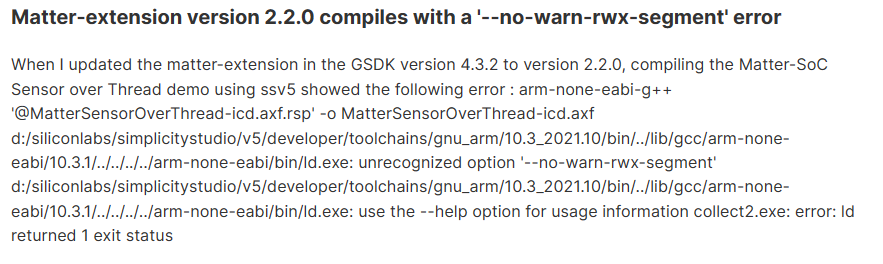 Matter-extension version 2.2.0 compiles with a '--no-warn-rwx-segment' error
When I updated the matter-extension in the GSDK version 4.3.2 to version 2.2.0, compiling the Matter-SoC
Sensor over Thread demo using ssv5 showed the following error : arm-none-eabi-g++
'@MatterSensorOverThread-icd.axf.rsp' -o MatterSensorOverThread-icd.axf
d:/siliconlabs/simplicitystudio/v5/developer/toolchains/gnu_arm/10.3_2021.10/bin/../lib/gcc/arm-none-
eabi/10.3.1/../../../../arm-none-eabi/bin/ld.exe: unrecognized option '--no-warn-rwx-segment'
d:/siliconlabs/simplicitystudio/v5/developer/toolchains/gnu_arm/10.3_2021.10/bin/../lib/gcc/arm-none-
eabi/10.3.1/../../../../arm-none-eabi/bin/ld.exe: use the --help option for usage information collect2.exe: error: ld
returned 1 exit status